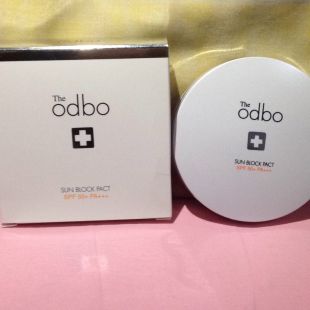 The
odbo
SUN BLOCK PACT
SPF 50+ PA+++
The
odbo
SUN BLOCK PACT
SPF 50+ PA+++